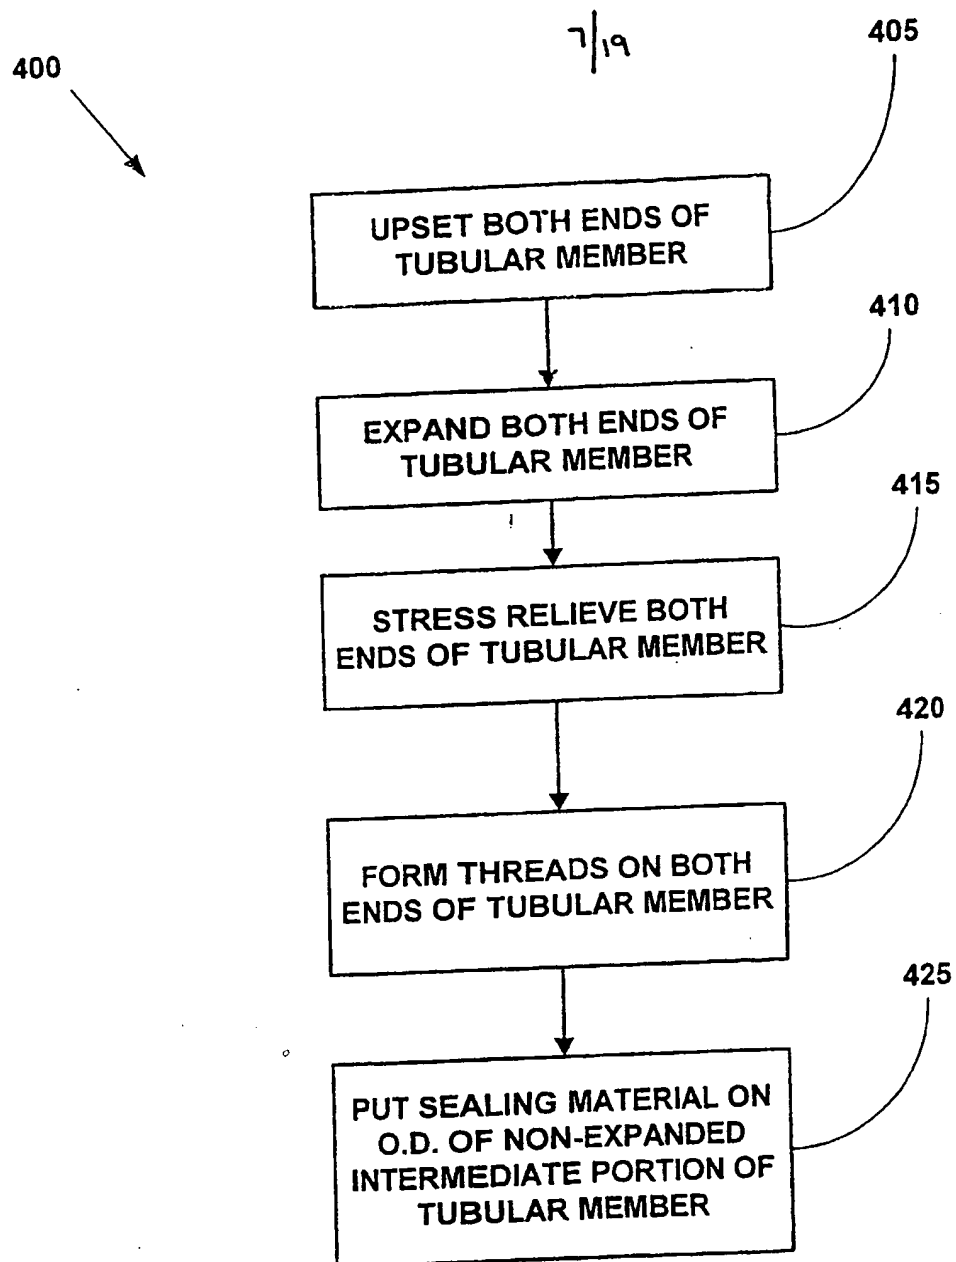 7/19
400
405
UPSET BOTH ENDS OF
TUBULAR MEMBER
410
EXPAND BOTH ENDS OF
TUBULAR MEMBER
415
STRESS RELIEVE BOTH
ENDS OF TUBULAR MEMBER
420
FORM THREADS ON BOTH
ENDS OF TUBULAR MEMBER
425
PUT SEALING MATERIAL ON
O.D. OF NON-EXPANDED
INTERMEDIATE PORTION OF
TUBULAR MEMBER